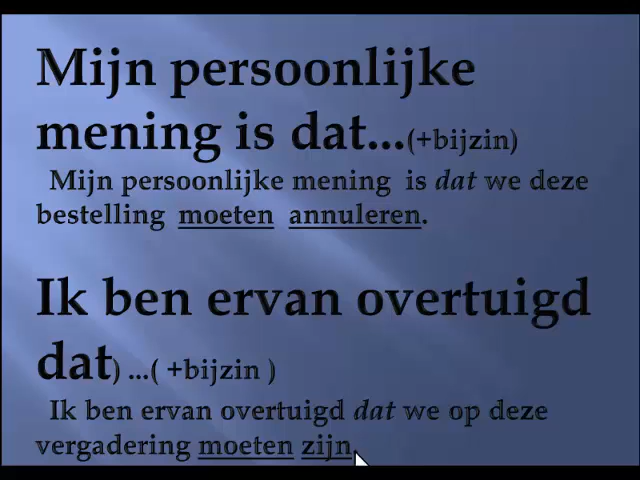 Mijn persoonlijke
mening is dat...(+bijzin)
Mijn persoonlijke mening is dat we deze
bestelling moeten annuleren.
Ik ben ervan overtuigd
dat) ...( +bijzin )
Ik ben ervan overtuigd dat we op deze
vergadering moeten zijn